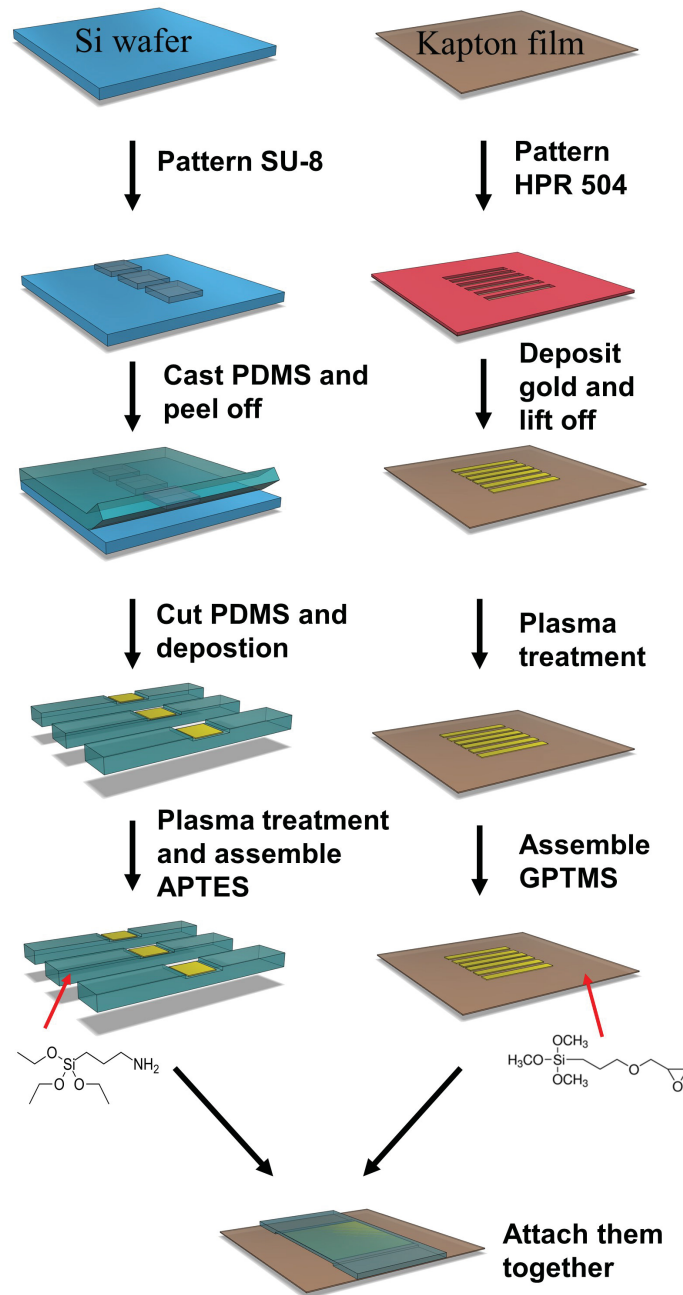 Si wafer
Kapton film
Pattern SU-8
Pattern
HPR 504
Cast PDMS and
peel off
Deposit
gold and
lift off
Cut PDMS and
depostion
Plasma
treatment
Plasma treatment
and assemble
APTES
Assemble
GPTMS
O
Si
NH2
O
O
OCH3
H3CO
Si
OCH3
O
O
Attach them
together